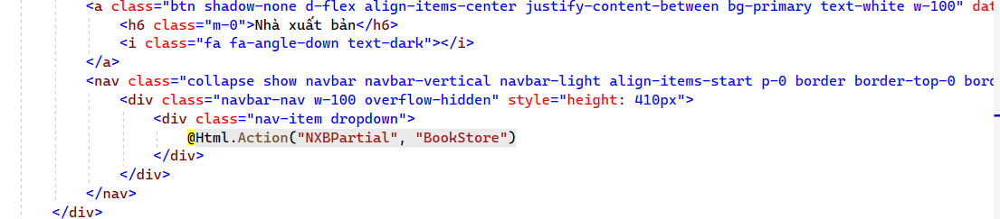 <a class="btn shadow-none d-flex align-items-center justify-content-between bg-primary text-white w-100" dat
<h6 class="m-0">Nhà xuất bản</h6>
<i class="fa fa-angle-down text-dark"></i>
</a>
<nav class="collapse show navbar navbar-vertical navbar-light align-items-start p-0 border border-top-0 bord
<div class="navbar-nav w-100 overflow-hidden" style="height: 410px">
<div class="nav-item dropdown">
@Html.Action("NXBPartial", "BookStore")
</div>
</div>
</nav>
</div>